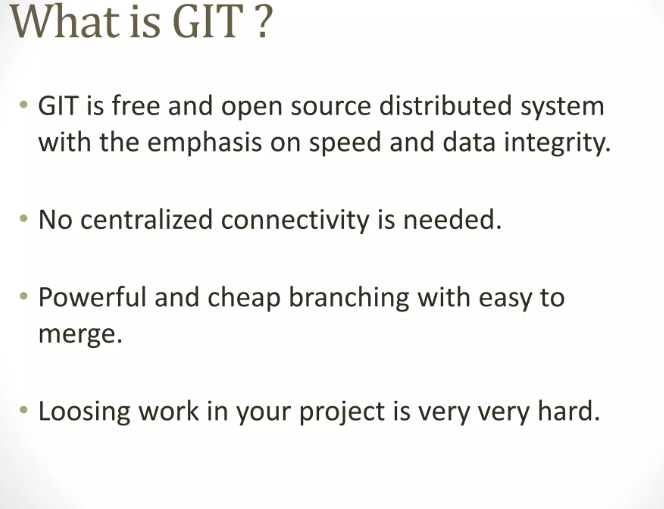 What is GIT ?
• GIT is free and open source distributed system
with the emphasis on speed and data integrity.
• No centralized connectivity is needed.
• Powerful and cheap branching with easy to
merge.
• Loosing work in your project is very very hard.